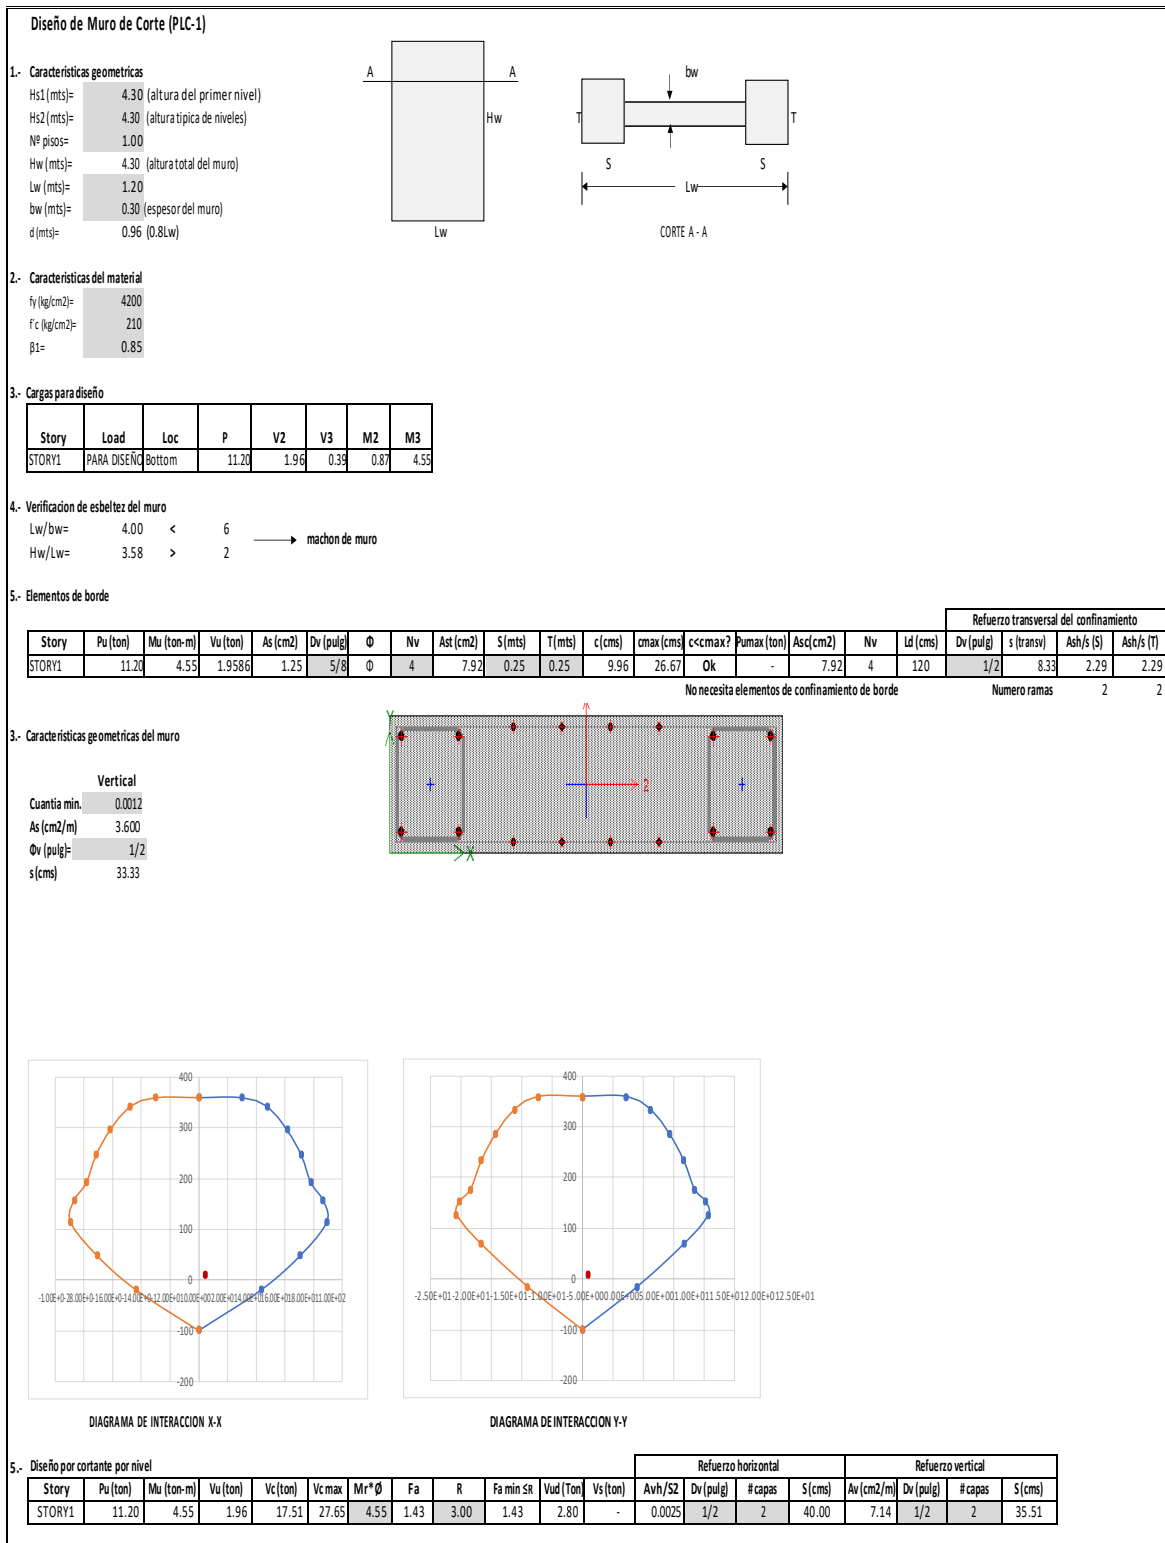 Diseño de Muro de Corte (PLC-1)
1.- Caracteristicas geometricas
Hs1 (mts)= 4.30 (altura del primer nivel)
Hs2 (mts)= 4.30 (altura tipica de niveles)
Nº pisos= 1.00
Hw (mts)= 4.30 (altura total del muro)
Lw (mts)= 1.20
bw (mts)= 0.30 (espesor del muro)
d (mts)= 0.96 (0.8Lw)
A A
Hw
Lw
bw
T T
S S
Lw
CORTE A - A
2.- Caracteristicas del material
fy (kg/cm2)= 4200
f´c (kg/cm2)= 210
β1= 0.85
3.- Cargas para diseño
Story Load Loc P V2 V3 M2 M3
STORY1 PARA DISEÑO Bottom 11.20 1.96 0.39 0.87 4.55
4.- Verificacion de esbeltez del muro
Lw/bw= 4.00 < 6
Hw/Lw= 3.58 > 2
machon de muro
5.- Elementos de borde
Refuerzo transversal del confinamiento
Story Pu (ton) Mu (ton-m) Vu (ton) As (cm2) Dv (pulg) Φ Nv Ast (cm2) S (mts) T (mts) c (cms) cmax (cms) c<cmax? Pumax (ton) Asc(cm2) Nv Ld (cms) Dv (pulg) s (transv) Ash/s (S) Ash/s (T)
STORY1 11.20 4.55 1.9586 1.25 5/8 Φ 4 7.92 0.25 0.25 9.96 26.67 Ok - 7.92 4 120 1/2 8.33 2.29 2.29
No necesita elementos de confinamiento de borde Numero ramas 2 2
3.- Caracteristicas geometricas del muro
Vertical
Cuantia min. 0.0012
As (cm2/m) 3.600
Φv (pulg)= 1/2
s (cms) 33.33
Y
2
X
400
300
200
100
0
-100
-200
DIAGRAMA DE INTERACCION X-X
400
300
200
100
0
-100
-200
DIAGRAMA DE INTERACCION Y-Y
5.- Diseño por cortante por nivel
Refuerzo horizontal Refuerzo vertical
Story Pu (ton) Mu (ton-m) Vu (ton) Vc (ton) Vc max Mr*Ø Fa R Fa min ≤R Vud (Ton) Vs (ton) Avh/S2 Dv (pulg) # capas S (cms) Av (cm2/m) Dv (pulg) # capas S (cms)
STORY1 11.20 4.55 1.96 17.51 27.65 4.55 1.43 3.00 1.43 2.80 - 0.0025 1/2 2 40.00 7.14 1/2 2 35.51